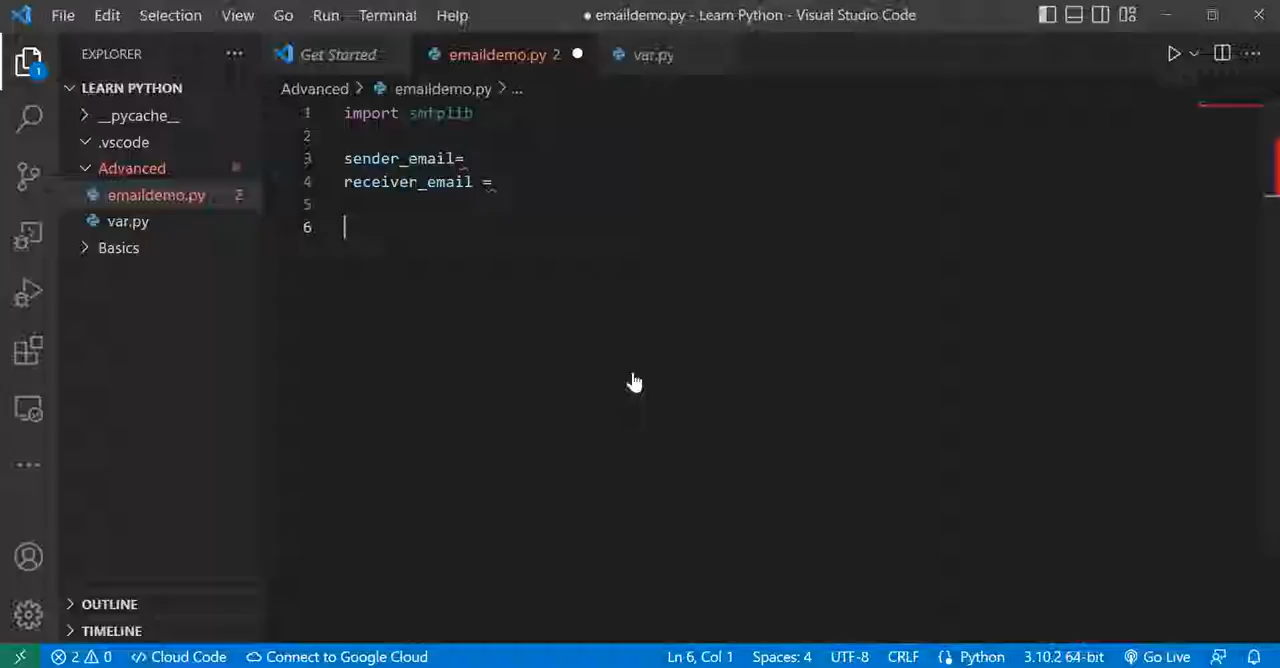 File Edit Selection View Go Run Terminal Help
● emaildemo.py - Learn Python - Visual Studio Code
EXPLORER
Get Started
emaildemo.py 2
var.py
1
LEARN PYTHON
__pycache__
.vscode
Advanced
emaildemo.py 2
var.py
Basics
Advanced > emaildemo.py > ...
1 import smtplib
2
3 sender_email=
4 receiver_email =
5
6
OUTLINE
TIMELINE
2 0 Cloud Code Connect to Google Cloud Ln 6, Col 1 Spaces: 4 UTF-8 CRLF Python 3.10.2 64-bit Go Live